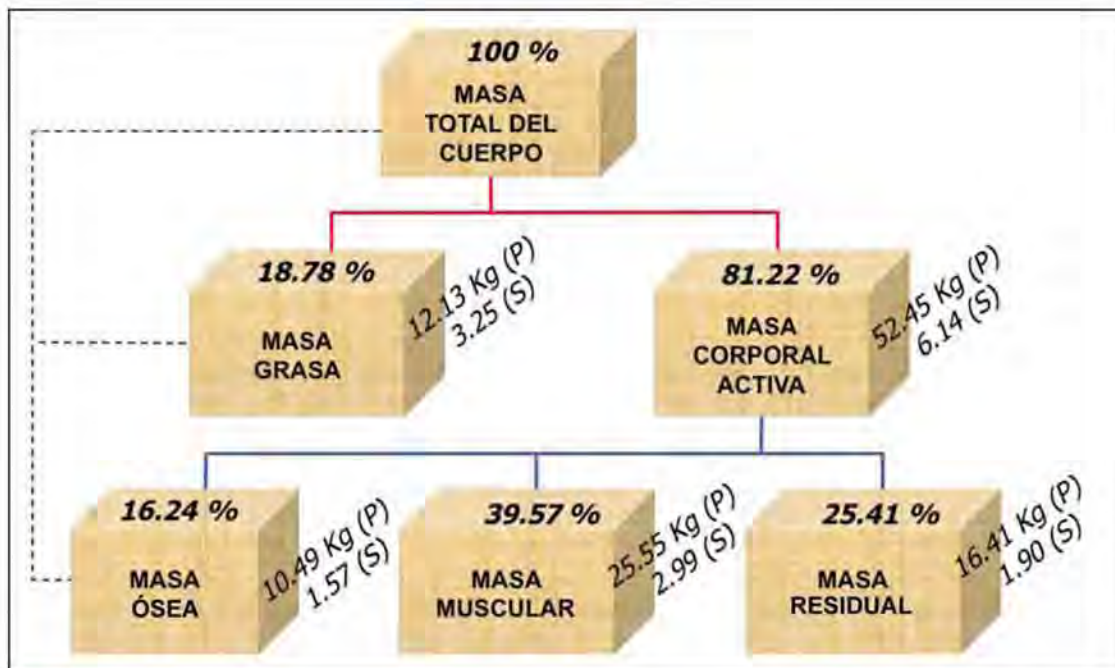 100 %
MASA
TOTAL DEL
CUERPO
18.78 %
MASA
GRASA
12.13 Kg (P)
3.25 (S)
81.22 %
MASA
CORPORAL
ACTIVA
52.45 Kg (P)
6.14 (S)
16.24 %
MASA
ÓSEA
10.49 Kg (P)
1.57 (S)
39.57 %
MASA
MUSCULAR
25.55 Kg (P)
2.99 (S)
25.41 %
MASA
RESIDUAL
16.41 Kg (P)
1.90 (S)